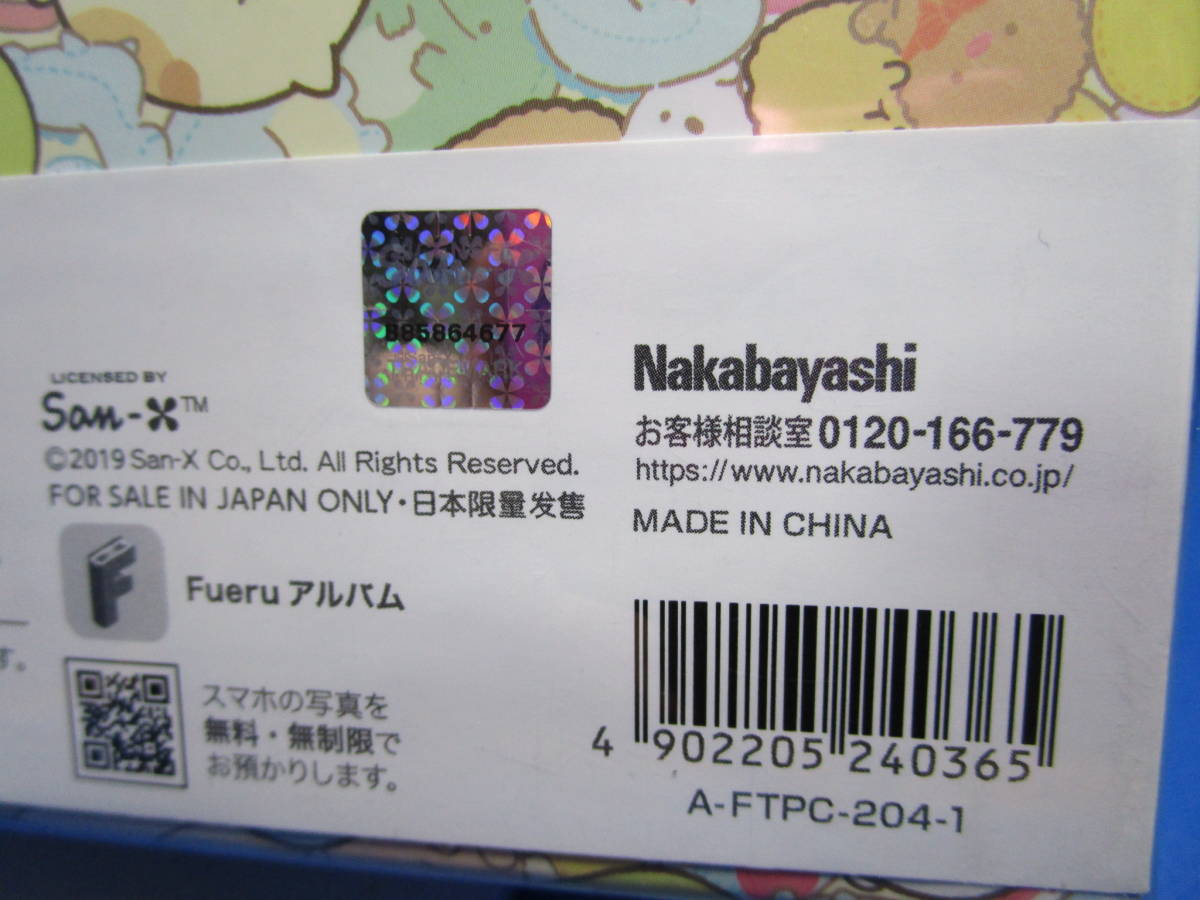 885864677
LICENSED BY
San-X™
©2019 San-X Co., Ltd. All Rights Reserved.
FOR SALE IN JAPAN ONLY・日本限量发售
Fueru アルバム
す。
スマホの写真を
無料・無制限で
お預かりします。
Nakabayashi
お客様相談室 0120-166-779
https://www.nakabayashi.co.jp/
MADE IN CHINA
4 902205 240365
A-FTPC-204-1